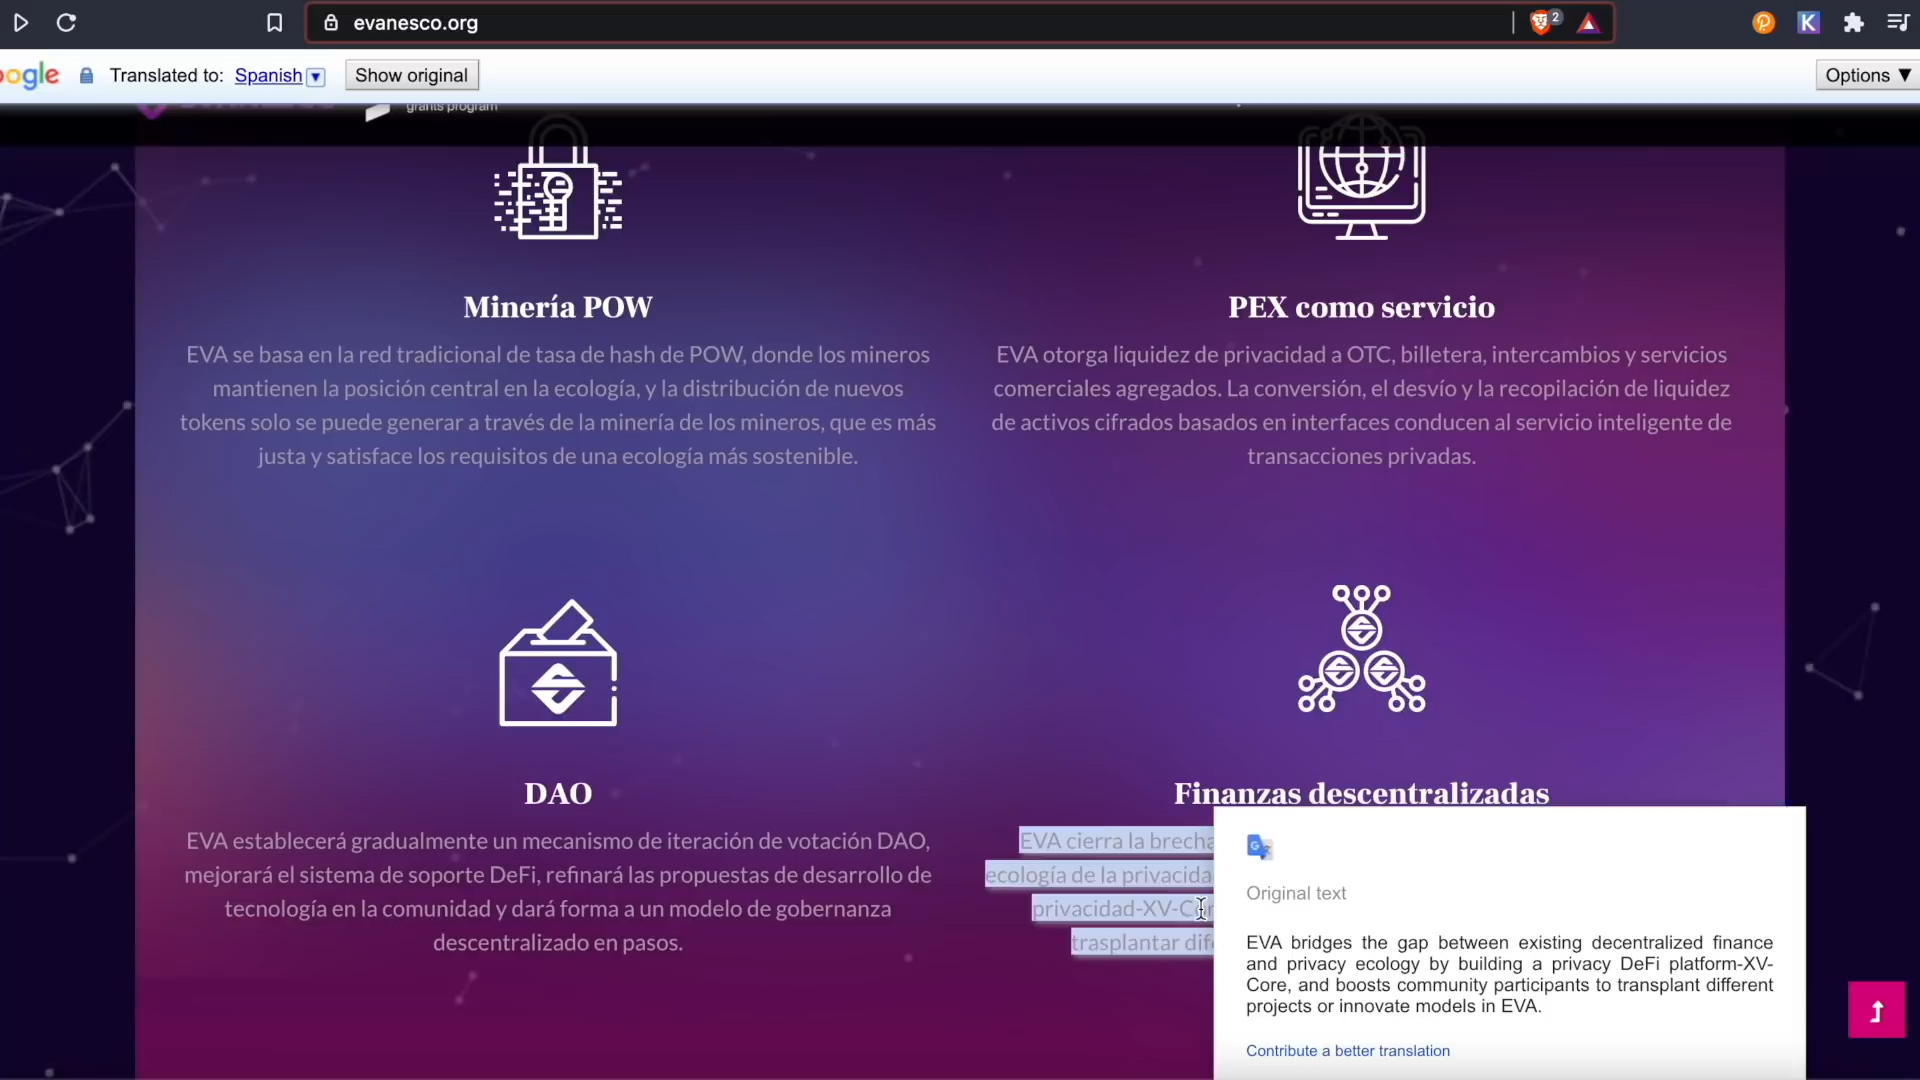 evanesco.org
2
K
oogle Translated to: Spanish ▼ Show original Options ▼
grants program
Minería POW
EVA se basa en la red tradicional de tasa de hash de POW, donde los mineros
mantienen la posición central en la ecología, y la distribución de nuevos
tokens solo se puede generar a través de la minería de los mineros, que es más
justa y satisface los requisitos de una ecología más sostenible.
PEX como servicio
EVA otorga liquidez de privacidad a OTC, billetera, intercambios y servicios
comerciales agregados. La conversión, el desvío y la recopilación de liquidez
de activos cifrados basados en interfaces conducen al servicio inteligente de
transacciones privadas.
DAO
EVA establecerá gradualmente un mecanismo de iteración de votación DAO,
mejorará el sistema de soporte DeFi, refinará las propuestas de desarrollo de
tecnología en la comunidad y dará forma a un modelo de gobernanza
descentralizado en pasos.
Finanzas descentralizadas
EVA cierra la brecha
ecología de la privacida
privacidad-XV-Cor
trasplantar dif
Original text
EVA bridges the gap between existing decentralized finance
and privacy ecology by building a privacy DeFi platform-XV-
Core, and boosts community participants to transplant different
projects or innovate models in EVA.
Contribute a better translation